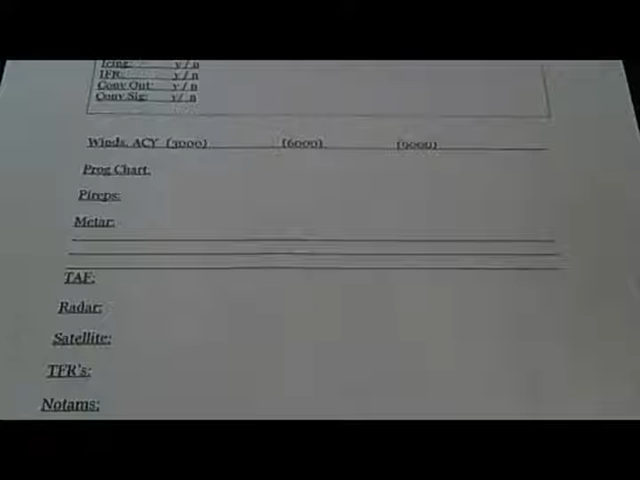 Icing: y / n
IFR: y / n
Conv Out: y / n
Conv Sig: y / n
Winds, ACY (3000) (6000) (9000)
Prog Chart:
Pireps:
Metar:
TAF:
Radar:
Satellite:
TFR's:
Notams: